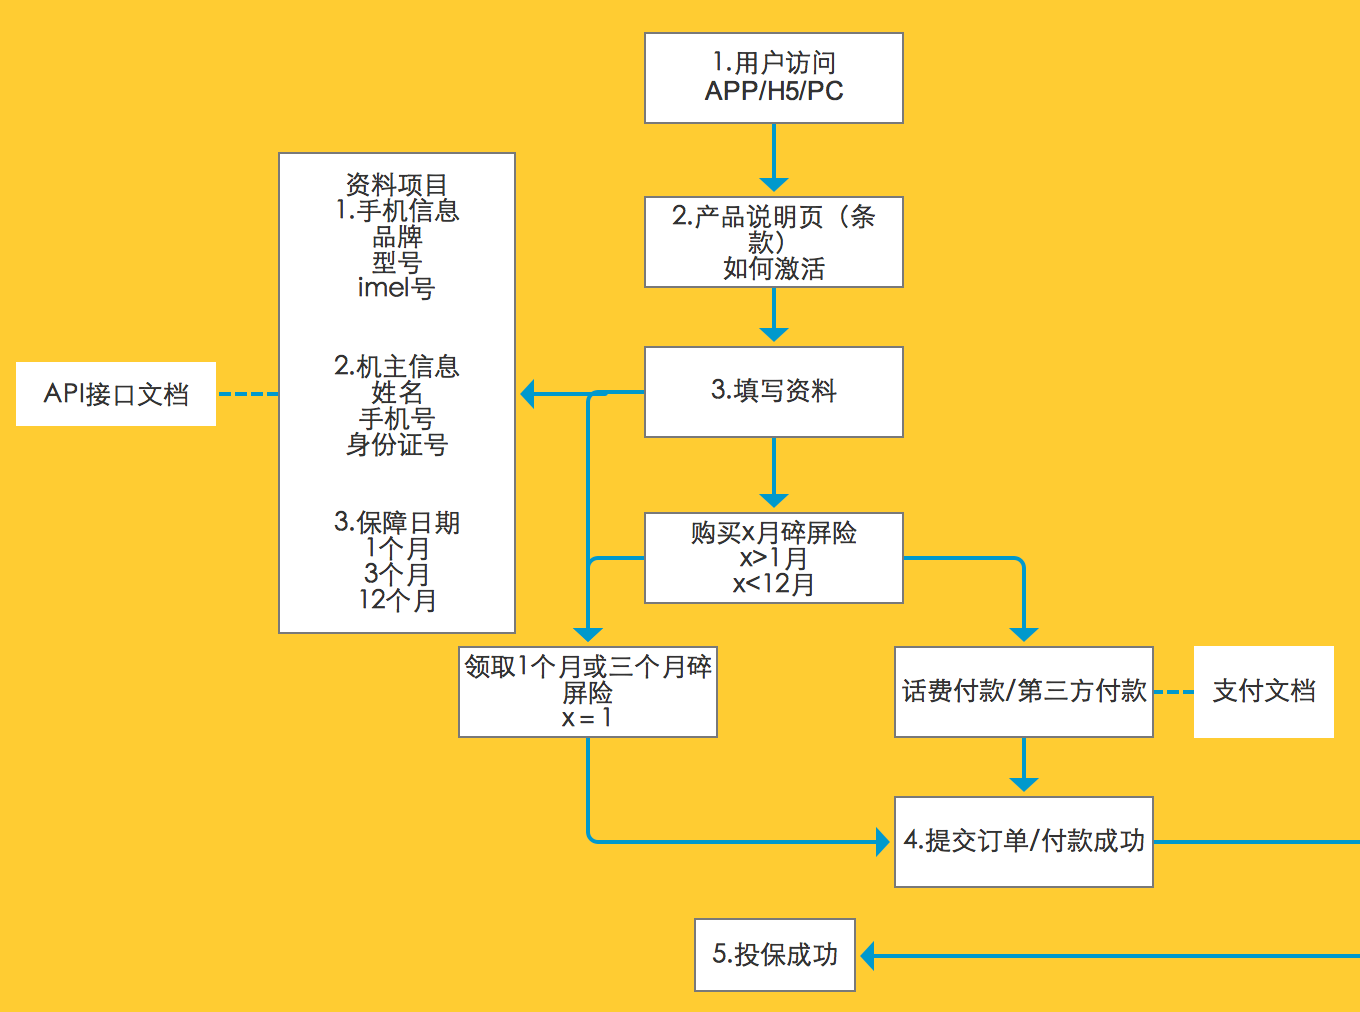 1.用户访问
APP/H5/PC
2.产品说明页（条
款）
如何激活
3.填写资料
资料项目
1.手机信息
品牌
型号
imel号
2.机主信息
姓名
手机号
身份证号
3.保障日期
1个月
3个月
12个月
API接口文档
购买x月碎屏险
x>1月
x<12月
领取1个月或三个月碎
屏险
x=1
话费付款/第三方付款
支付文档
4.提交订单/付款成功
5.投保成功